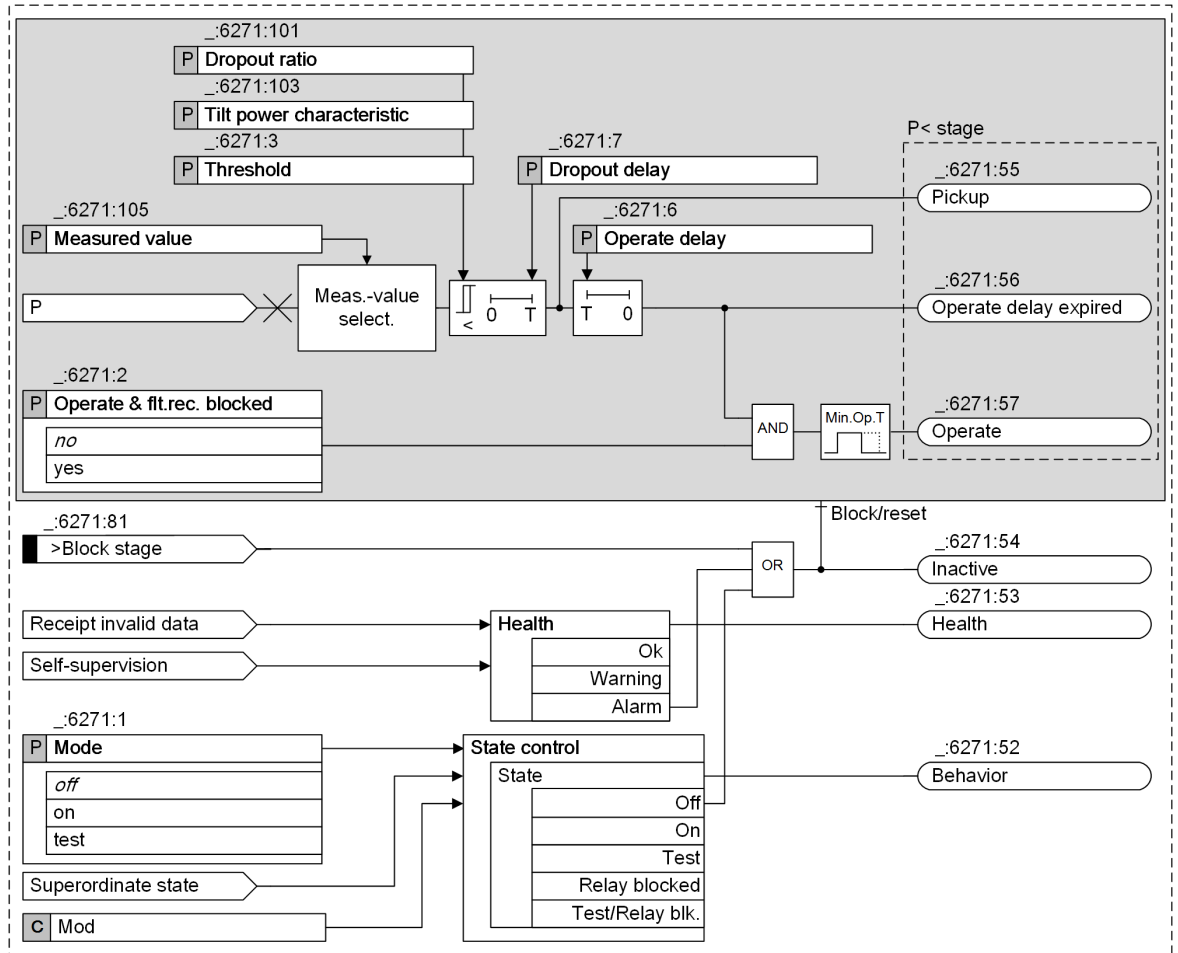 _:6271:101
P Dropout ratio
_:6271:103
P Tilt power characteristic
_:6271:3
P Threshold
_:6271:7
P Dropout delay
P< stage
_:6271:55
Pickup
_:6271:105
P Measured value
_:6271:6
P Operate delay
P
Meas.-value
select.
< 0 T
T 0
_:6271:56
Operate delay expired
_:6271:2
P Operate & flt.rec. blocked
no
yes
AND
Min.Op.T
_:6271:57
Operate
Block/reset
_:6271:81
>Block stage
OR
_:6271:54
Inactive
_:6271:53
Health
Receipt invalid data
Self-supervision
Health
Ok
Warning
Alarm
_:6271:1
P Mode
off
on
test
Superordinate state
C Mod
State control
State
Off
On
Test
Relay blocked
Test/Relay blk.
_:6271:52
Behavior